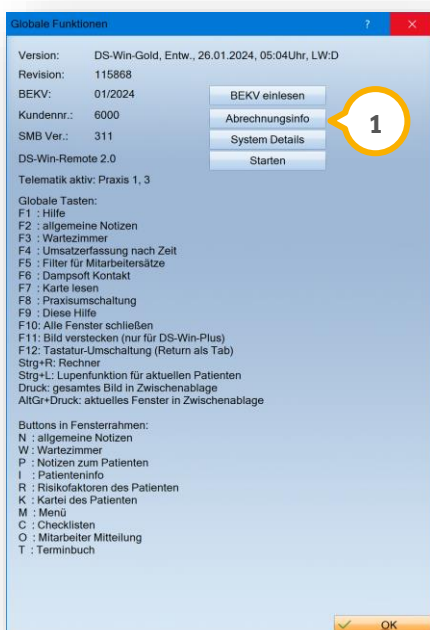 Globale Funktionen ? ×
Version: DS-Win-Gold, Entw., 26.01.2024, 05:04Uhr, LW:D
Revision: 115868
BEKV: 01/2024 BEKV einlesen
Kundennr.: 6000 Abrechnungsinfo 1
SMB Ver.: 311 System Details
DS-Win-Remote 2.0 Starten
Telematik aktiv: Praxis 1, 3
Globale Tasten:
F1 : Hilfe
F2 : allgemeine Notizen
F3 : Wartezimmer
F4 : Umsatzerfassung nach Zeit
F5 : Filter für Mitarbeitersätze
F6 : Dampsoft Kontakt
F7 : Karte lesen
F8 : Praxisumschaltung
F9 : Diese Hilfe
F10: Alle Fenster schließen
F11: Bild verstecken (nur für DS-Win-Plus)
F12: Tastatur-Umschaltung (Return als Tab)
Strg+R: Rechner
Strg+L: Lupenfunktion für aktuellen Patienten
Druck: gesamtes Bild in Zwischenablage
AltGr+Druck: aktuelles Fenster in Zwischenablage
Buttons in Fensterrahmen:
N : allgemeine Notizen
W : Wartezimmer
P : Notizen zum Patienten
I : Patienteninfo
R : Risikofaktoren des Patienten
K : Kartei des Patienten
M : Menü
C : Checklisten
O : Mitarbeiter Mitteilung
T : Terminbuch
OK